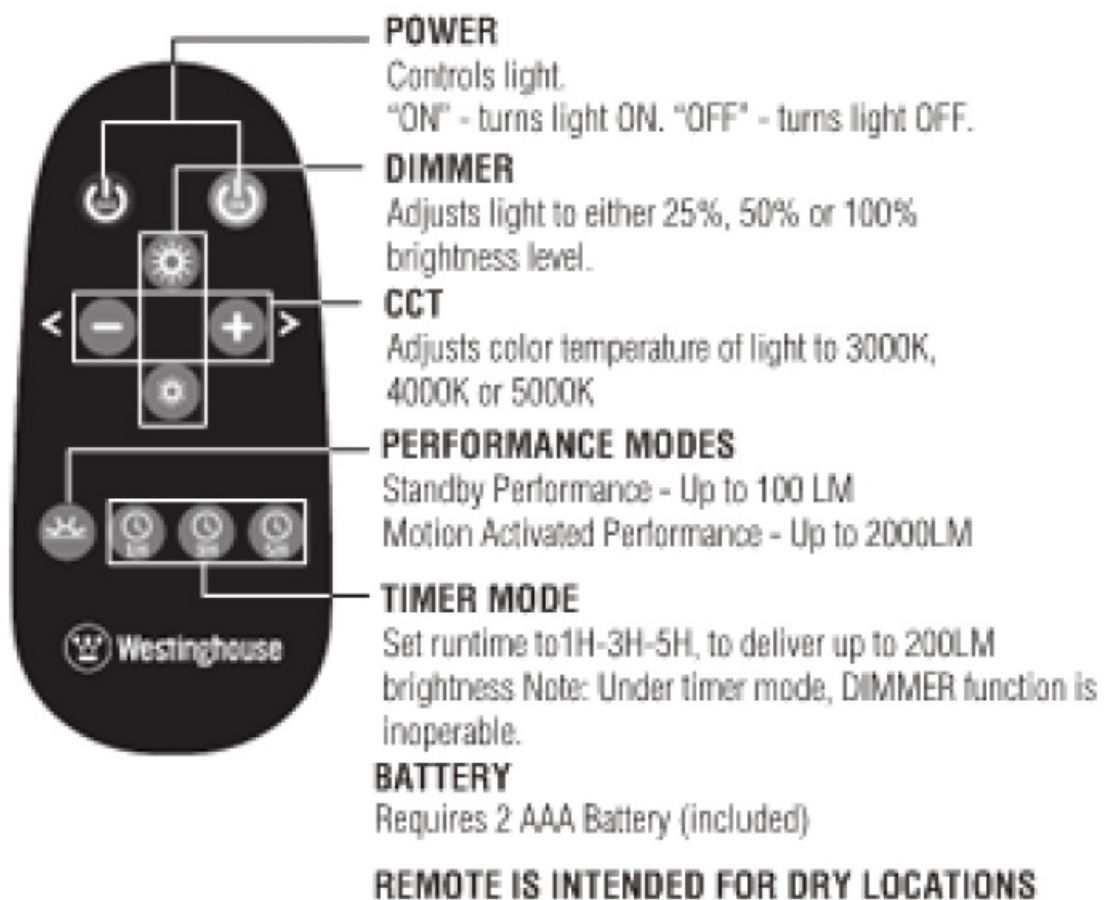 POWER
Controls light.
"ON" - turns light ON. "OFF" - turns light OFF.
DIMMER
Adjusts light to either 25%, 50% or 100%
brightness level.
CCT
Adjusts color temperature of light to 3000K,
4000K or 5000K
PERFORMANCE MODES
Standby Performance - Up to 100 LM
Motion Activated Performance - Up to 2000LM
TIMER MODE
Set runtime to1H-3H-5H, to deliver up to 200LM
brightness Note: Under timer mode, DIMMER function is
inoperable.
BATTERY
Requires 2 AAA Battery (included)
REMOTE IS INTENDED FOR DRY LOCATIONS
< - + >
Westinghouse